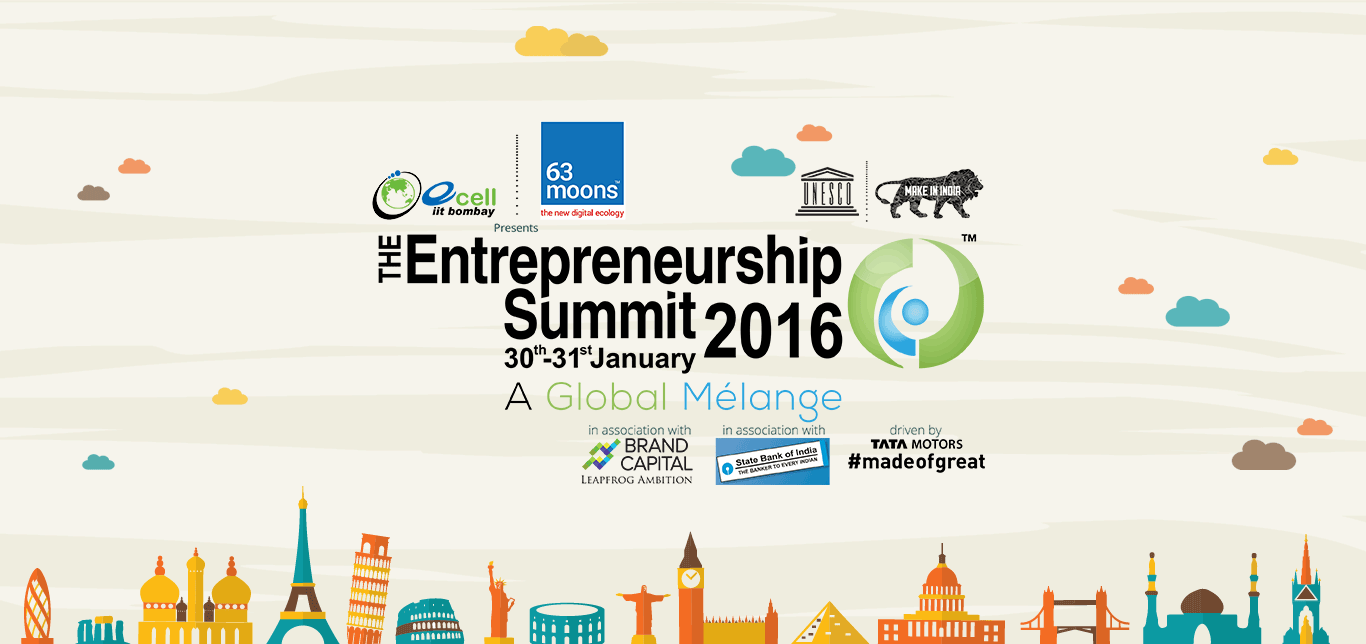 ecell
iit bombay
63
moons™
the new digital ecology
UNESCO
MAKE IN INDIA
Presents
THE Entrepreneurship
TM
Summit 2016
30th-31st January
A Global Mélange
in association with
BRAND
CAPITAL
LEAPFROG AMBITION
in association with
State Bank of India
THE BANKER TO EVERY INDIAN
driven by
TATA MOTORS
#madeofgreat